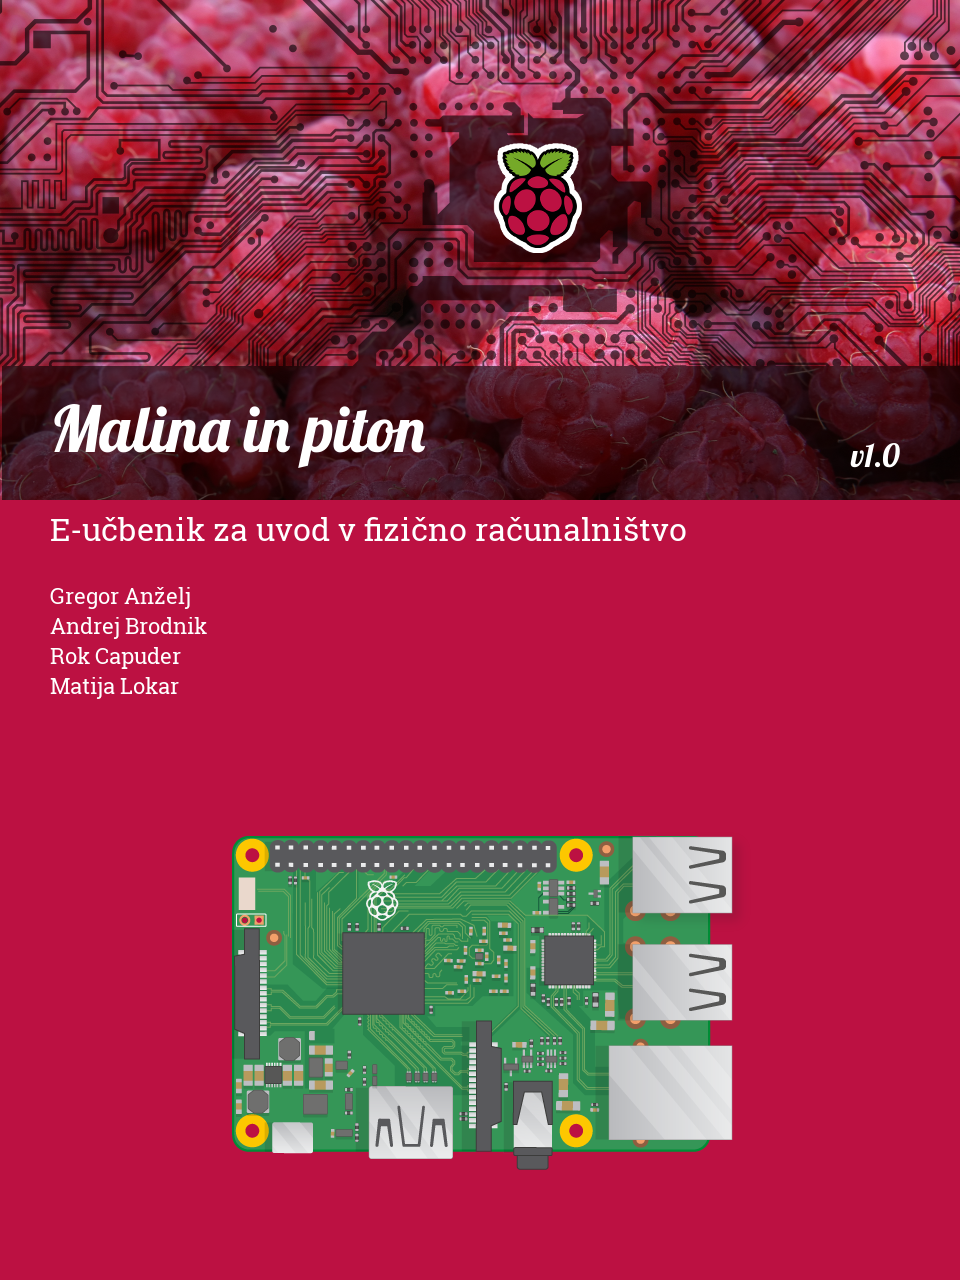 Malina in piton
v1.0
E-učbenik za uvod v fizično računalništvo
Gregor Anželj
Andrej Brodnik
Rok Capuder
Matija Lokar